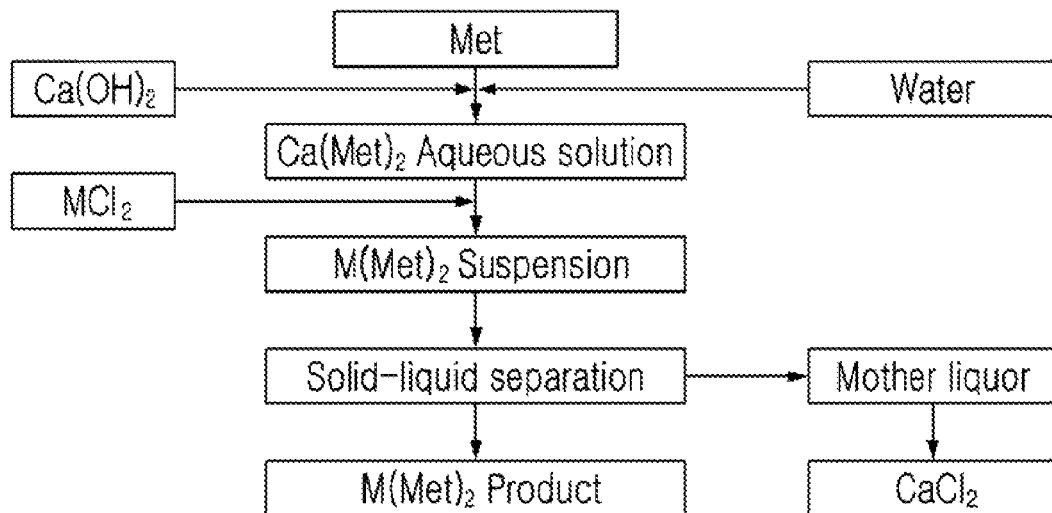 Met
Ca(OH)₂
Water
Ca(Met)₂ Aqueous solution
MCl₂
M(Met)₂ Suspension
Solid-liquid separation
Mother liquor
M(Met)₂ Product
CaCl₂